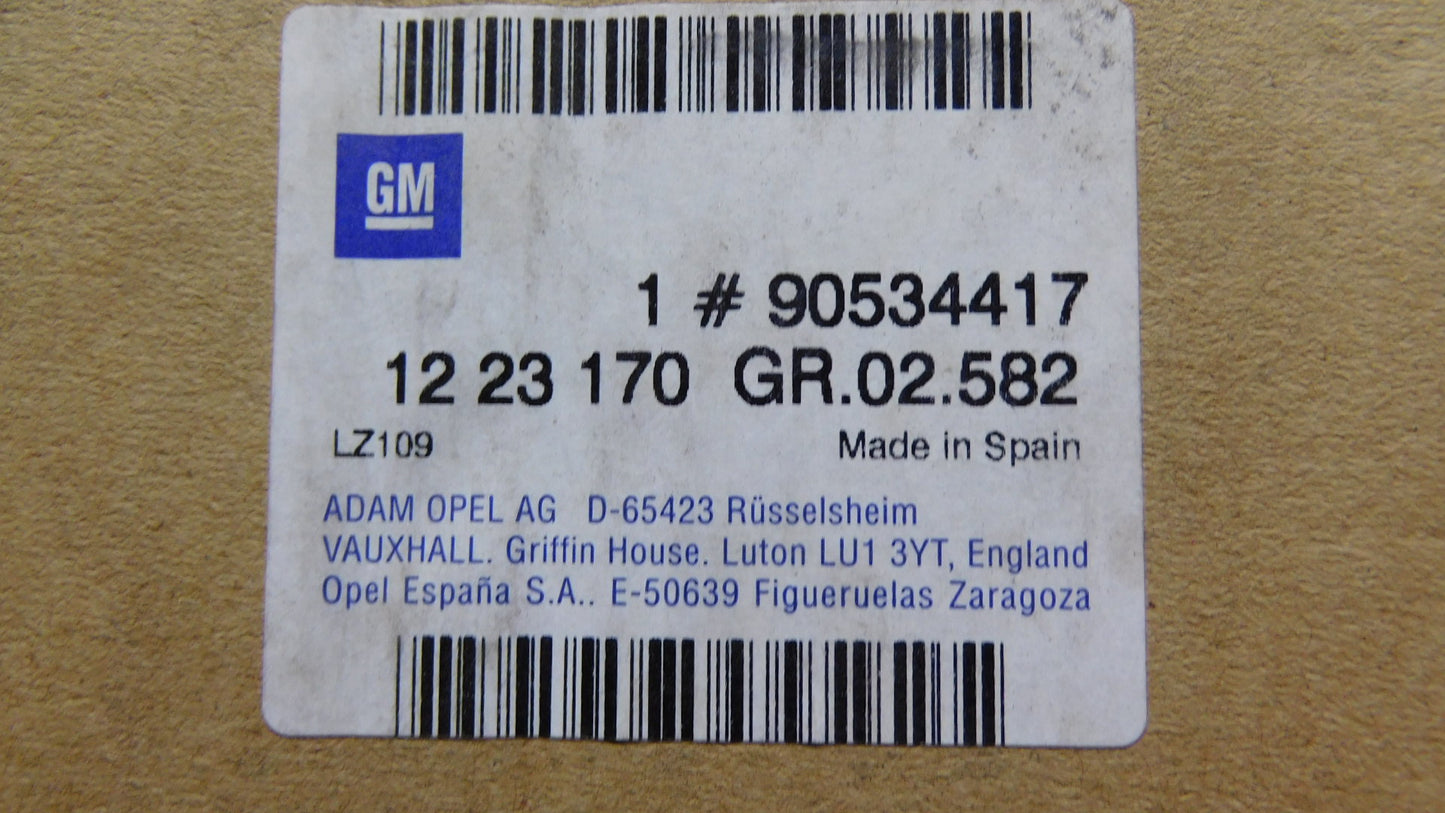 GM
1 # 90534417
12 23 170 GR.02.582
LZ109 Made in Spain
ADAM OPEL AG D-65423 Rüsselsheim
VAUXHALL. Griffin House. Luton LU1 3YT, England
Opel España S.A.. E-50639 Figueruelas Zaragoza